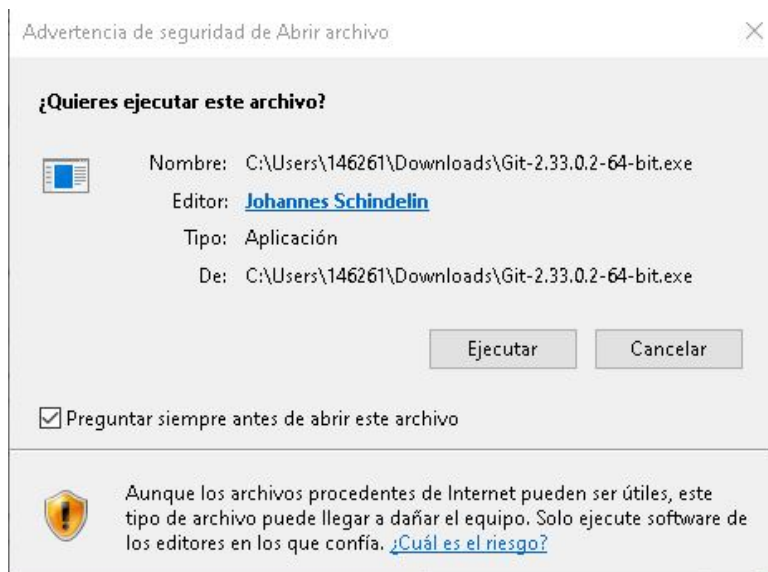 Advertencia de seguridad de Abrir archivo
¿Quieres ejecutar este archivo?
Nombre: C:\Users\146261\Downloads\Git-2.33.0.2-64-bit.exe
Editor: Johannes Schindelin
Tipo: Aplicación
De: C:\Users\146261\Downloads\Git-2.33.0.2-64-bit.exe
Ejecutar Cancelar
Preguntar siempre antes de abrir este archivo
Aunque los archivos procedentes de Internet pueden ser útiles, este
tipo de archivo puede llegar a dañar el equipo. Solo ejecute software de
los editores en los que confía. ¿Cuál es el riesgo?